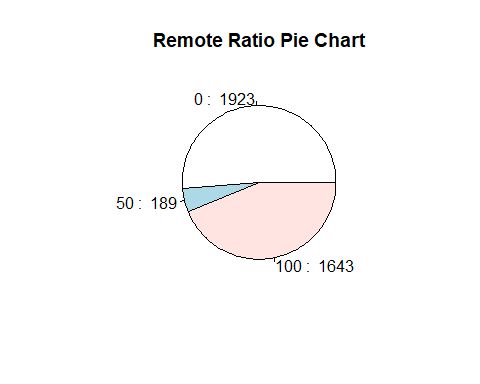 Remote Ratio Pie Chart
0 :  1923
50 :  189
100 :  1643